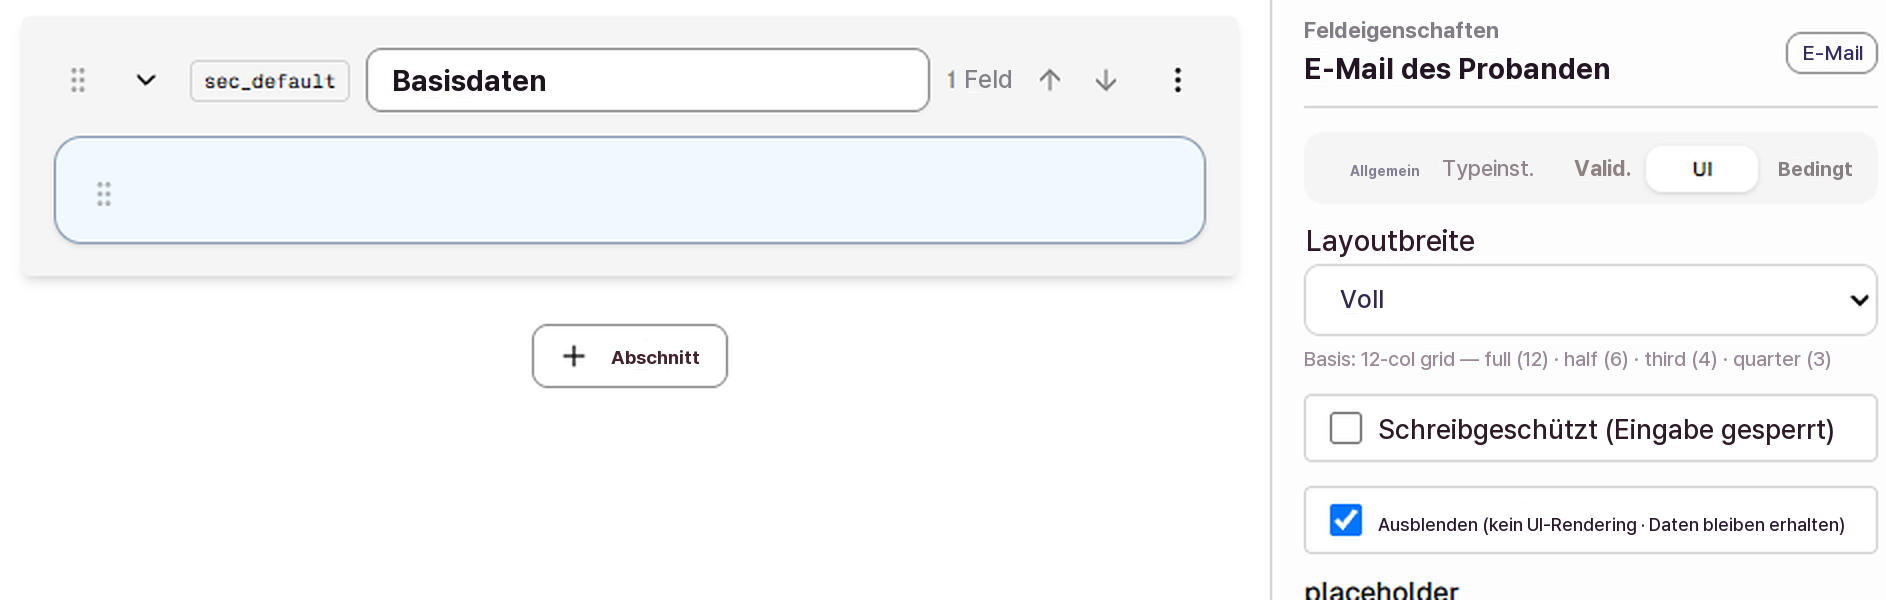 sec_default
Basisdaten
1 Feld
Abschnitt
Feldeigenschaften
E-Mail des Probanden
E-Mail
Allgemein Typeinst. Valid. UI Bedingt
Layoutbreite
Voll
Basis: 12-col grid — full (12) · half (6) · third (4) · quarter (3)
Schreibgeschützt (Eingabe gesperrt)
Ausblenden (kein UI-Rendering · Daten bleiben erhalten)
placeholder